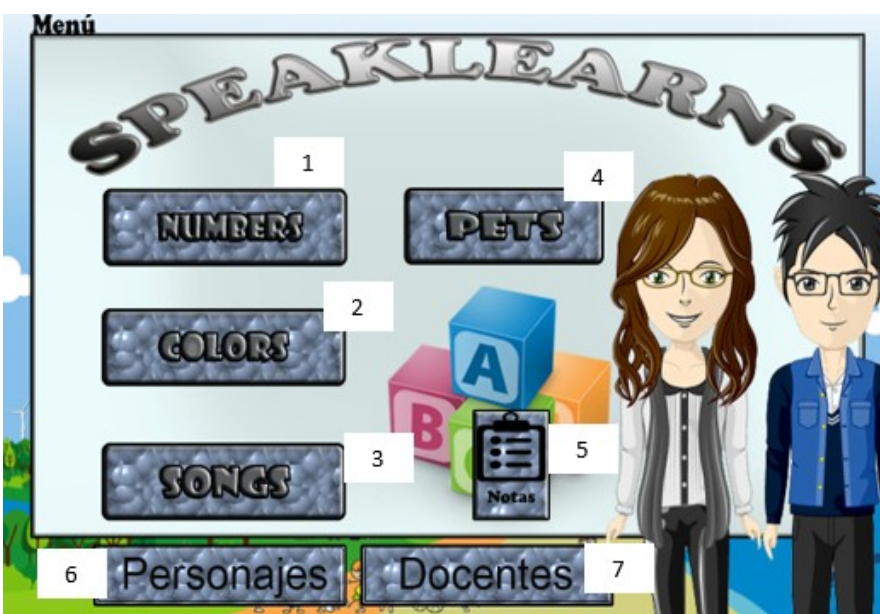 Menú
SPEAKLEARNS
1
NUMBERS
4
PETS
2
COLORS
A
B
3
SONGS
5
Notas
6
Personajes
Docentes
7